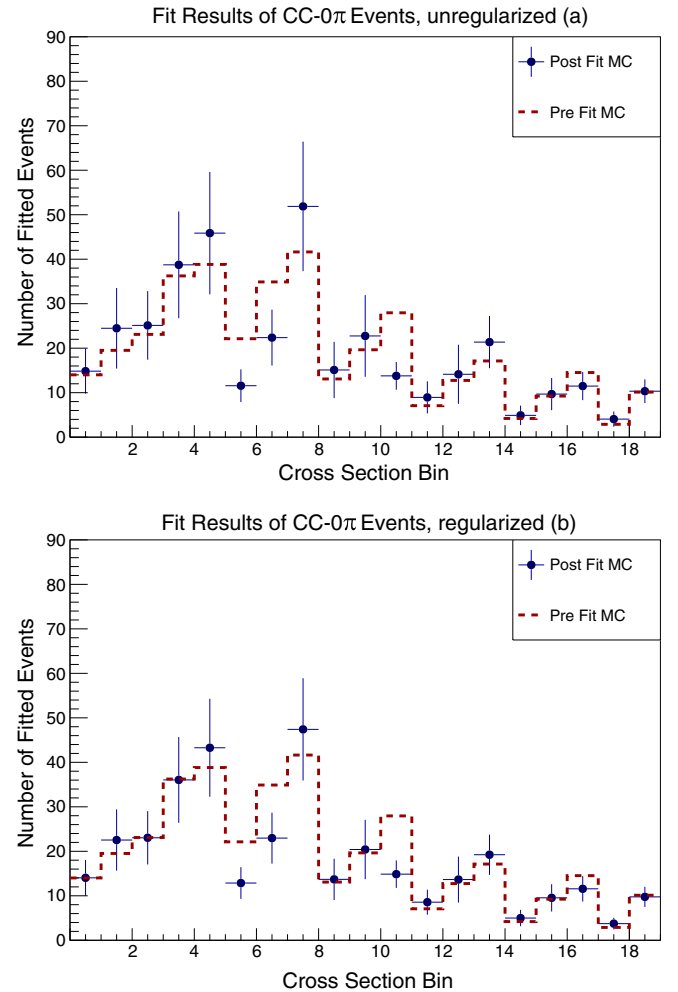 Fit Results of CC-0π Events, unregularized (a)
90
80
70
60
50
40
30
20
10
0
Number of Fitted Events
Post Fit MC
Pre Fit MC
2 4 6 8 10 12 14 16 18
Cross Section Bin
Fit Results of CC-0π Events, regularized (b)
90
80
70
60
50
40
30
20
10
0
Number of Fitted Events
Post Fit MC
Pre Fit MC
2 4 6 8 10 12 14 16 18
Cross Section Bin